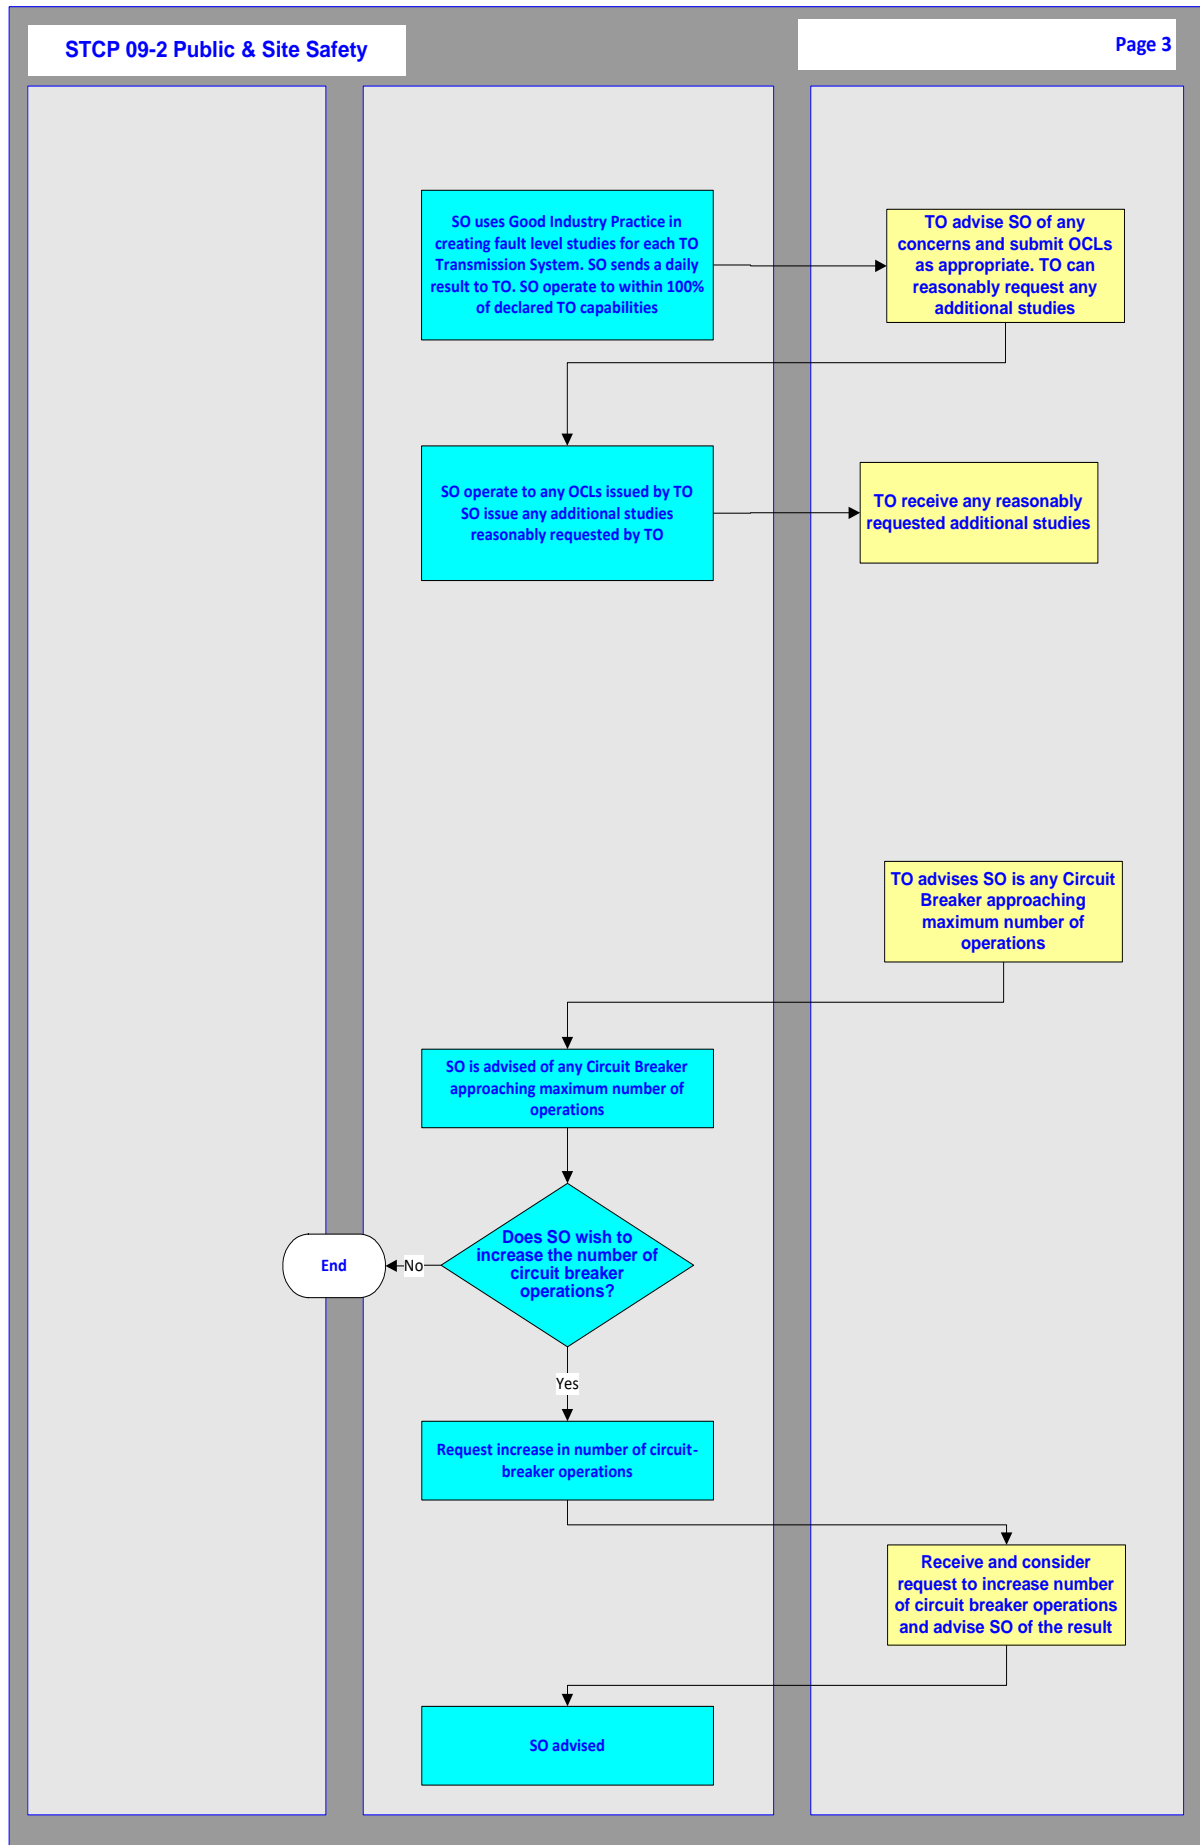 STCP 09-2 Public & Site Safety
Page 3
SO uses Good Industry Practice in
creating fault level studies for each TO
Transmission System. SO sends a daily
result to TO. SO operate to within 100%
of declared TO capabilities
TO advise SO of any
concerns and submit OCLs
as appropriate. TO can
reasonably request any
additional studies
SO operate to any OCLs issued by TO
SO issue any additional studies
reasonably requested by TO
TO receive any reasonably
requested additional studies
TO advises SO is any Circuit
Breaker approaching
maximum number of
operations
SO is advised of any Circuit Breaker
approaching maximum number of
operations
Does SO wish to
increase the number of
circuit breaker
operations?
No
End
Yes
Request increase in number of circuit-
breaker operations
Receive and consider
request to increase number
of circuit breaker operations
and advise SO of the result
SO advised